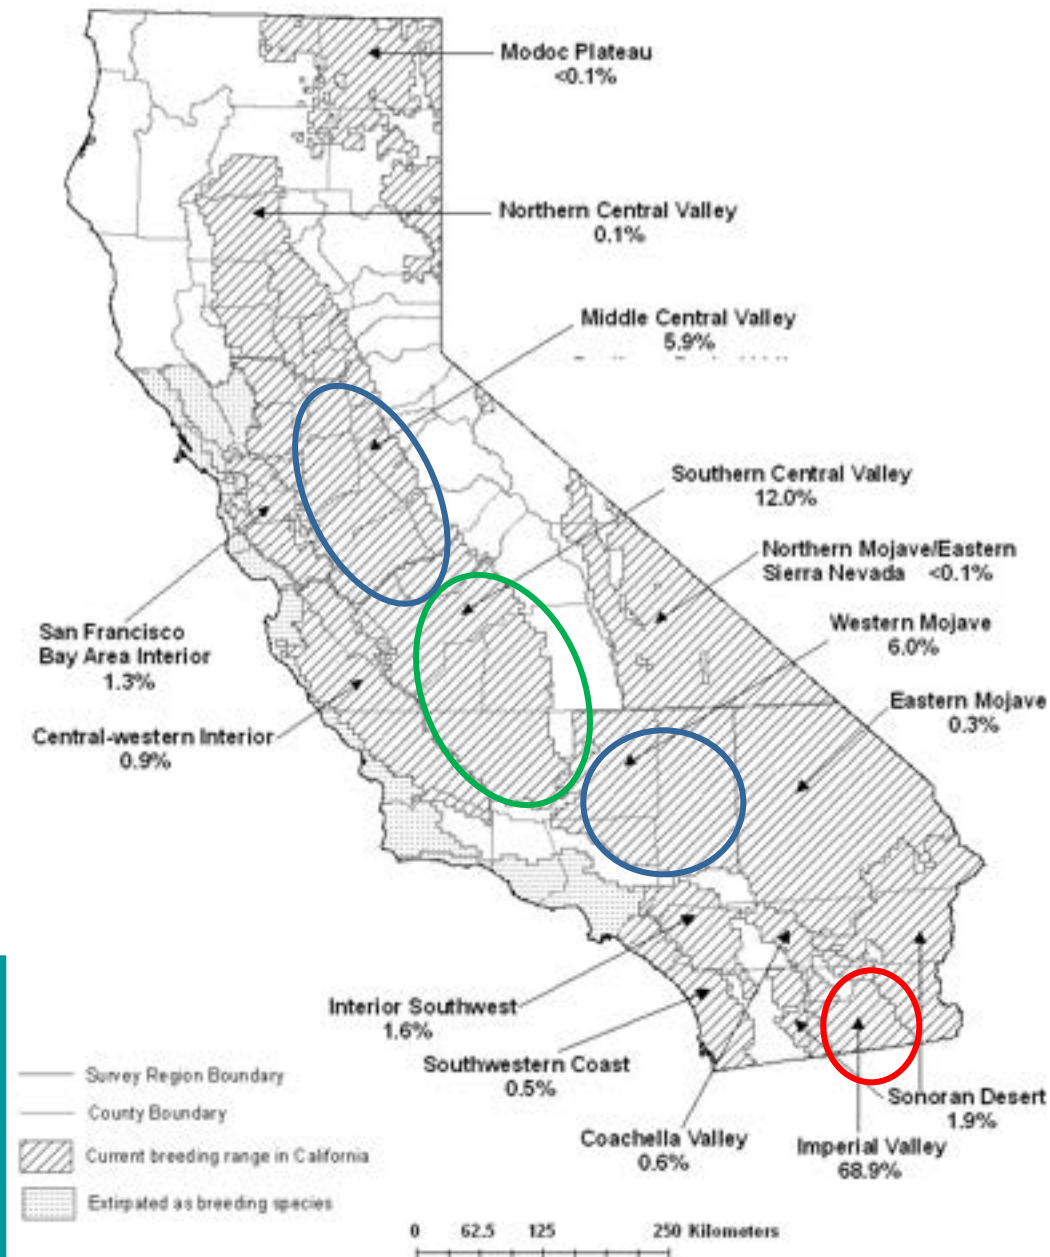 Modoc Plateau
<0.1%
Northern Central Valley
0.1%
Middle Central Valley
5.9%
Southern Central Valley
12.0%
Northern Mojave/Eastern
Sierra Nevada <0.1%
Western Mojave
6.0%
San Francisco
Bay Area Interior
1.3%
Eastern Mojave
0.3%
Central-western Interior
0.9%
Interior Southwest
1.6%
Southwestern Coast
0.5%
Sonoran Desert
1.9%
Coachella Valley
0.6%
Imperial Valley
68.9%
Survey Region Boundary
County Boundary
Current breeding range in California
Extirpated as breeding species
0 62.5 125 250 Kilometers